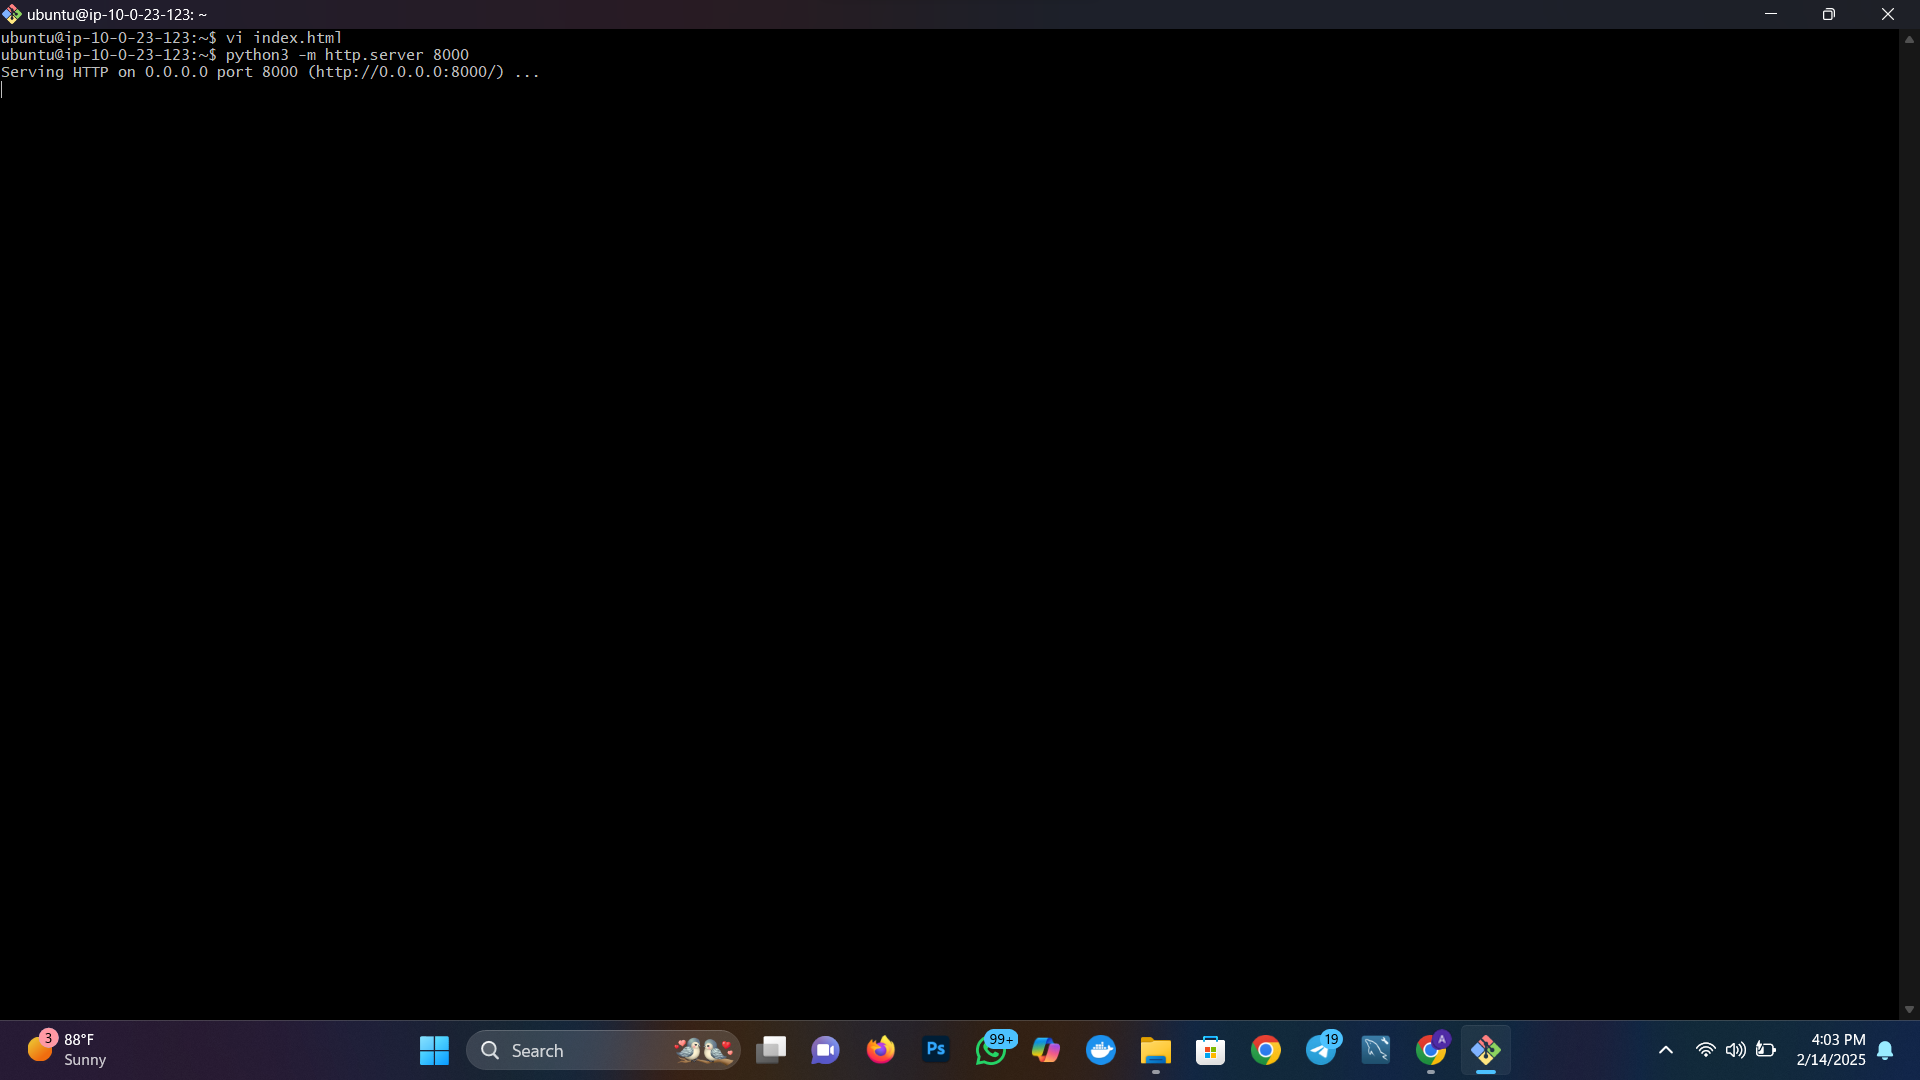 ubuntu@ip-10-0-23-123: ~
ubuntu@ip-10-0-23-123:~$ vi index.html
ubuntu@ip-10-0-23-123:~$ python3 -m http.server 8000
Serving HTTP on 0.0.0.0 port 8000 (http://0.0.0.0:8000/) ...
3
88°F
Sunny
Search
Ps
99+
19
A
4:03 PM
2/14/2025